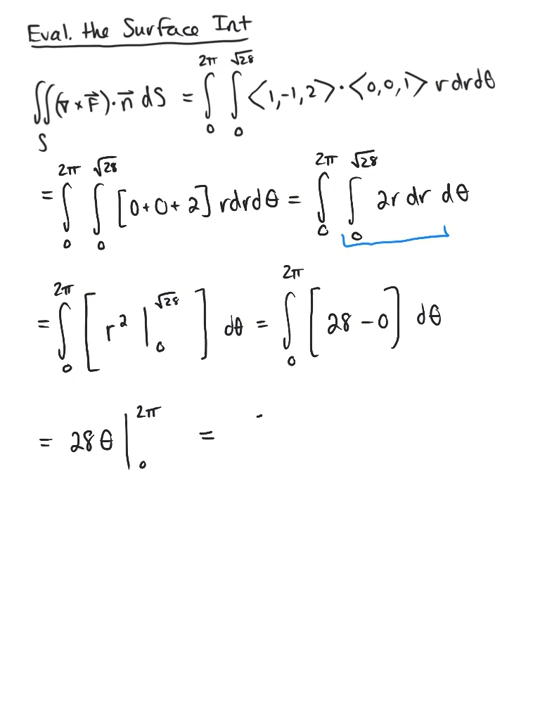 Eval. the Surface Int
∬_S (∇ × F⃗) · n⃗ dS = ∫_0^{2π} ∫_0^{√28} <1,-1,2> · <0,0,1> r dr dθ
= ∫_0^{2π} ∫_0^{√28} [0+0+2] r dr dθ = ∫_0^{2π} ∫_0^{√28} 2r dr dθ
= ∫_0^{2π} [ r² |_0^{√28} ] dθ = ∫_0^{2π} [28 - 0] dθ
= 28θ |_0^{2π} =